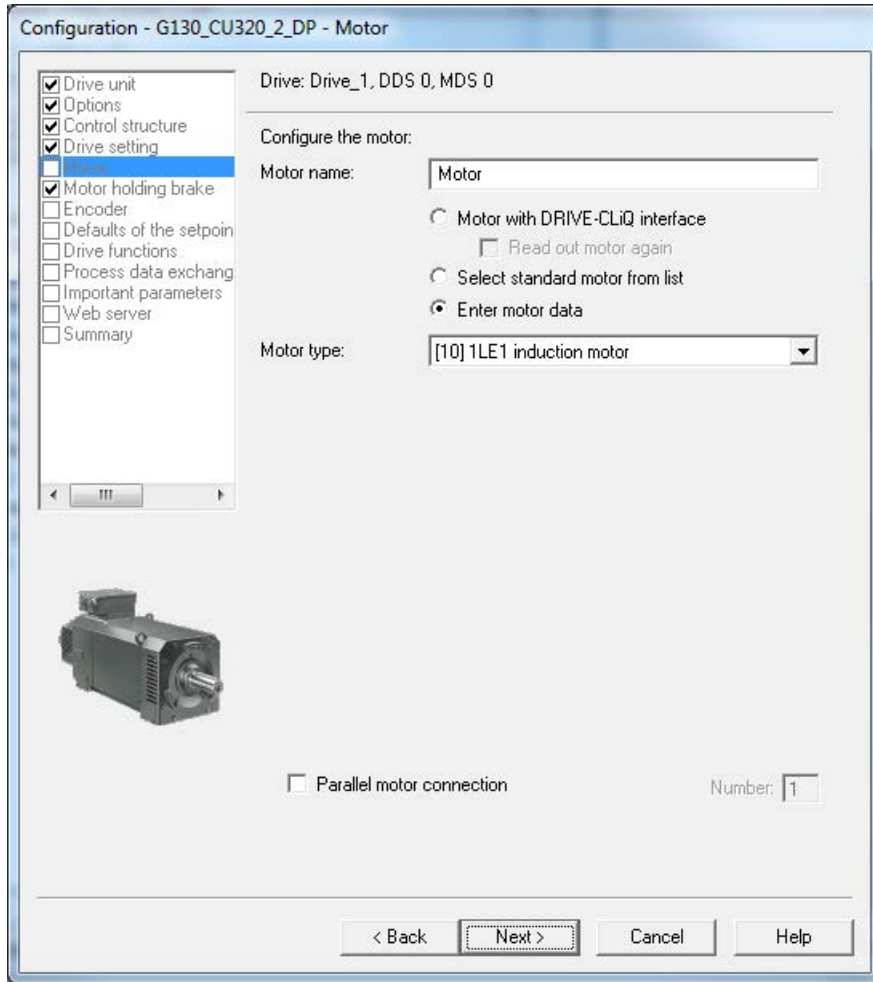 Configuration - G130_CU320_2_DP - Motor
Drive unit
Options
Control structure
Drive setting
Motor holding brake
Encoder
Defaults of the setpoin
Drive functions
Process data exchang
Important parameters
Web server
Summary
Drive: Drive_1, DDS 0, MDS 0
Configure the motor:
Motor name: Motor
Motor with DRIVE-CLiQ interface
Read out motor again
Select standard motor from list
Enter motor data
Motor type: [10] 1LE1 induction motor
Parallel motor connection Number: 1
< Back Next > Cancel Help